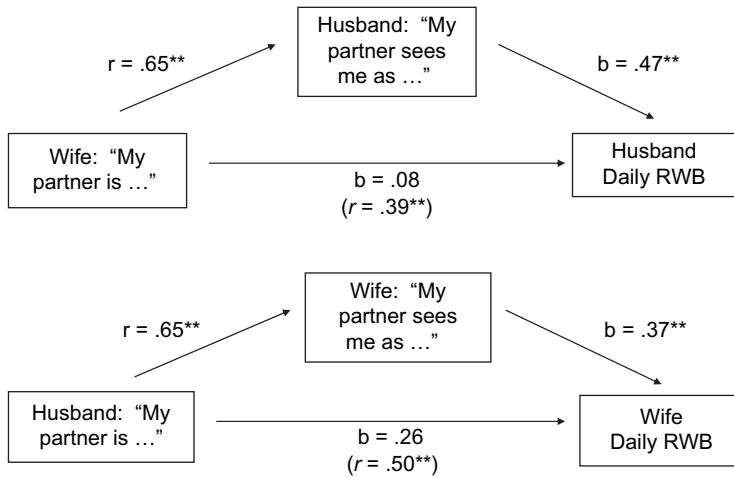 Husband: “My
partner sees
me as …”
r = .65**
b = .47**
Wife: “My
partner is …”
Husband
Daily RWB
b = .08
(r = .39**)
Wife: “My
partner sees
me as …”
r = .65**
b = .37**
Husband: “My
partner is …”
Wife
Daily RWB
b = .26
(r = .50**)